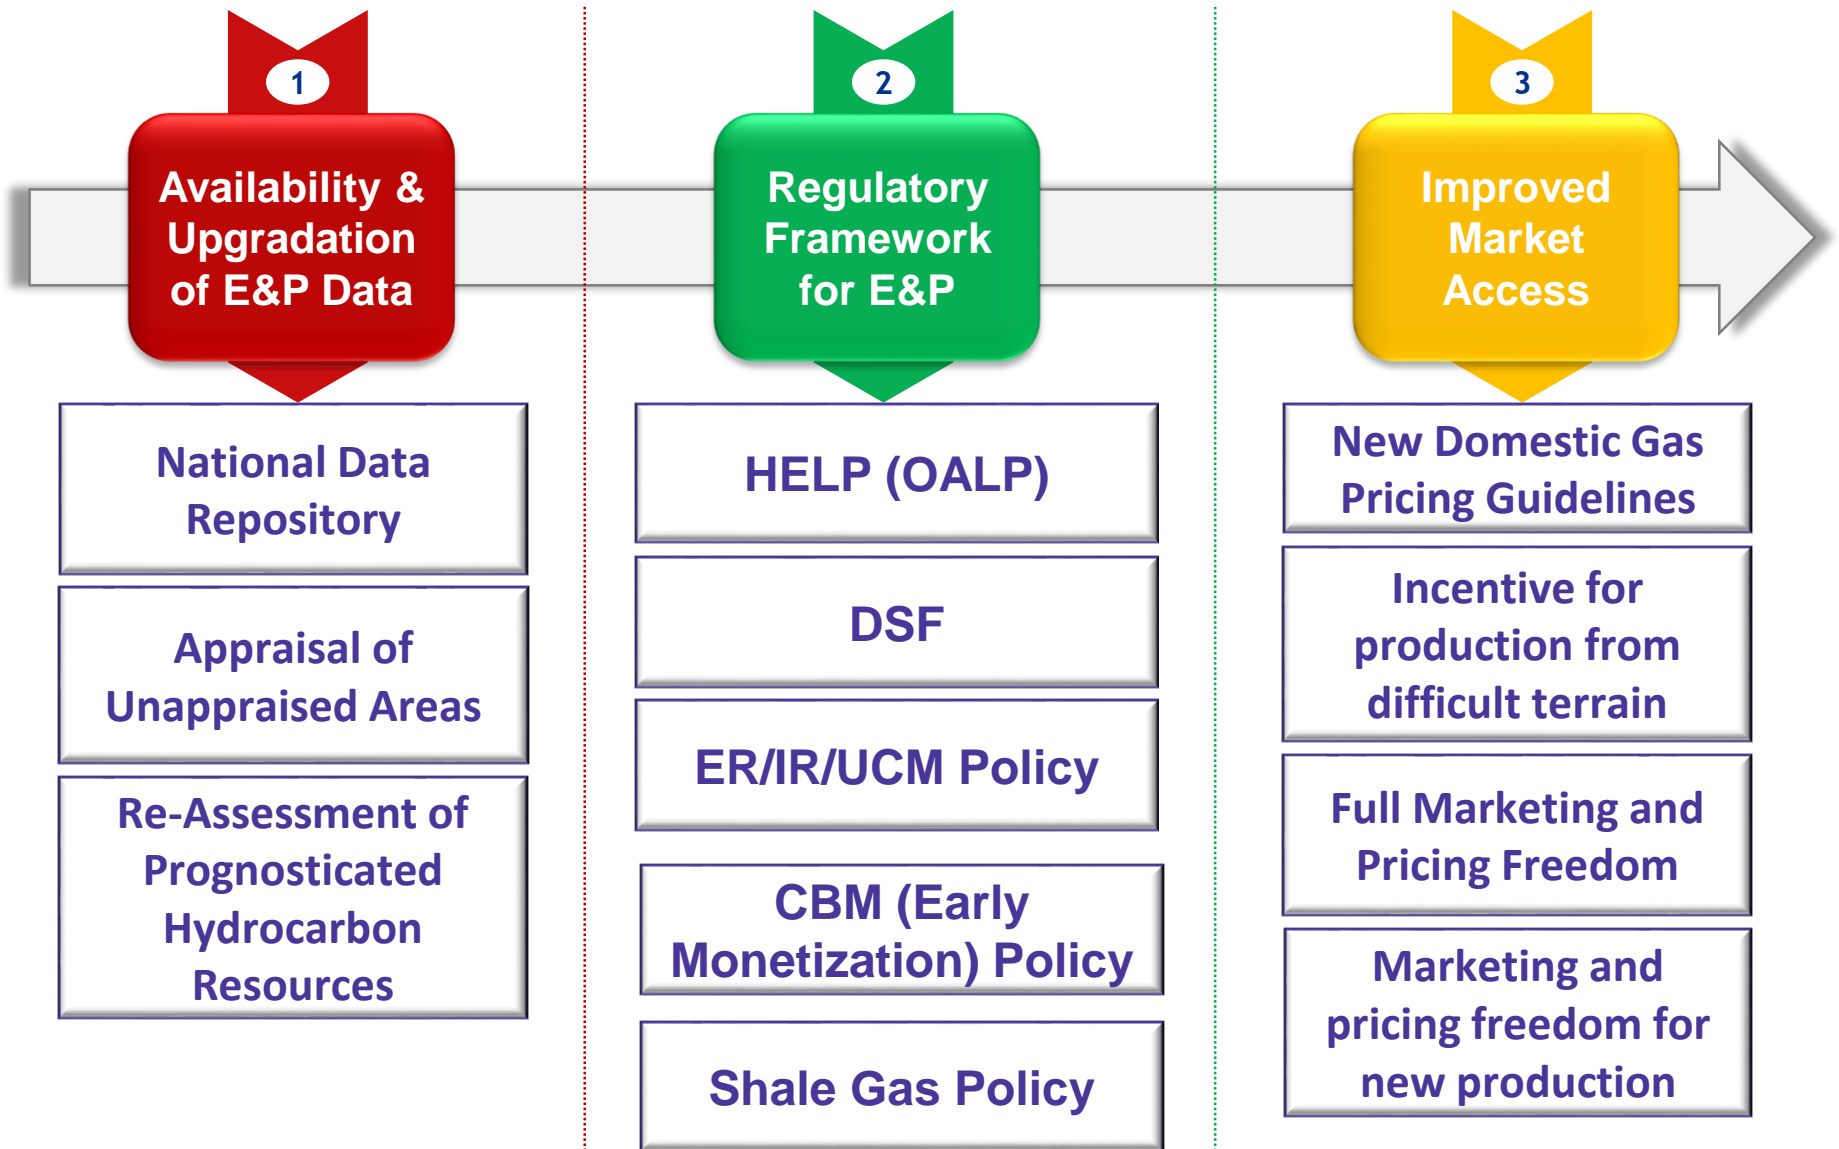 1
Availability &
Upgradation
of E&P Data
National Data
Repository
Appraisal of
Unappraised Areas
Re-Assessment of
Prognosticated
Hydrocarbon
Resources
2
Regulatory
Framework
for E&P
HELP (OALP)
DSF
ER/IR/UCM Policy
CBM (Early
Monetization) Policy
Shale Gas Policy
3
Improved
Market
Access
New Domestic Gas
Pricing Guidelines
Incentive for
production from
difficult terrain
Full Marketing and
Pricing Freedom
Marketing and
pricing freedom for
new production